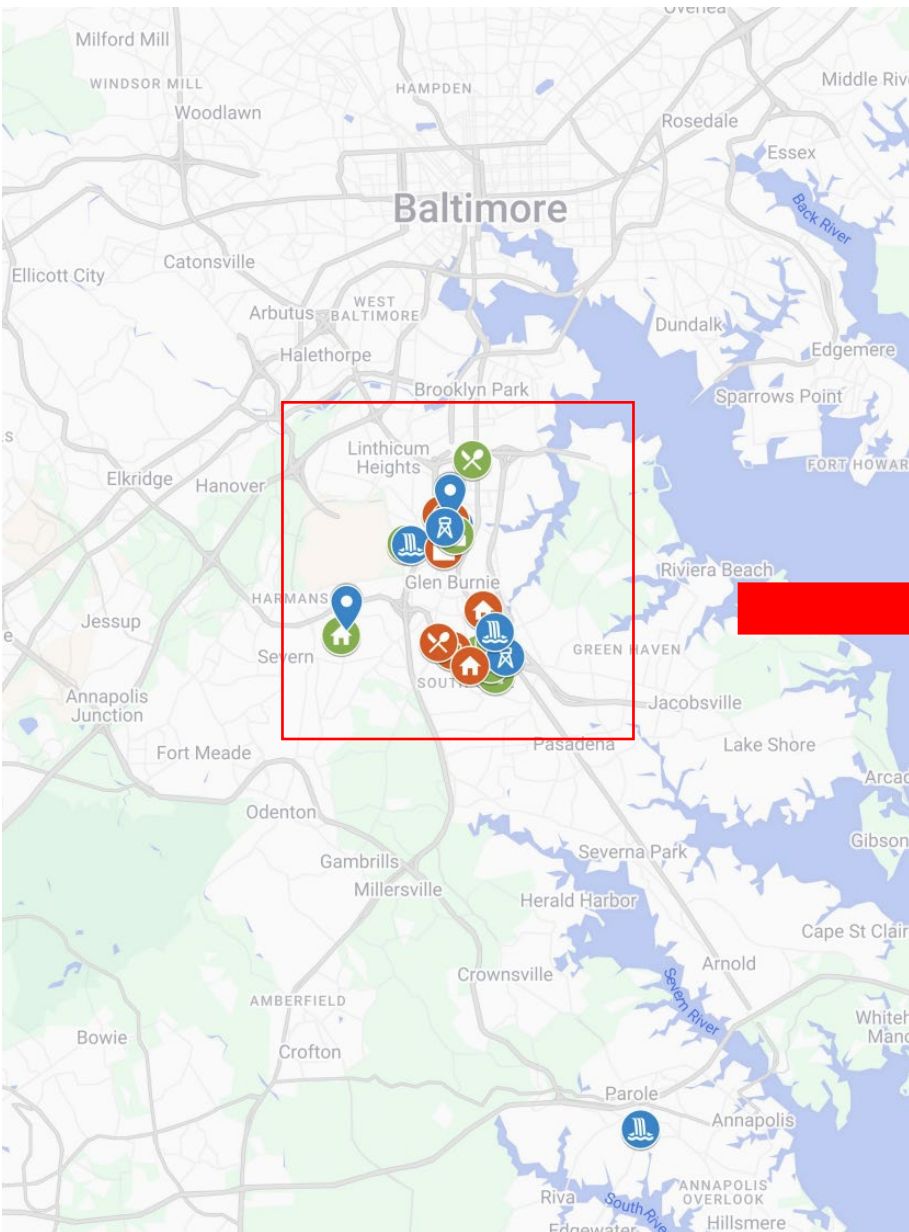 Milford Mill
WINDSOR MILL
HAMPDEN
Middle Riv
Woodlawn
Rosedale
Essex
Baltimore
Back River
Catonsville
Ellicott City
WEST
BALTIMORE
Arbutus
Dundalk
Halethorpe
Edgemere
Brooklyn Park
Sparrows Point
Linthicum
Heights
FORT HOWAR
Elkridge
Hanover
Glen Burnie
Riviera Beach
HARMANS
Jessup
Severn
GREEN HAVEN
SOUT
Annapolis
Junction
Jacobsville
Fort Meade
Pasadena
Lake Shore
Arcad
Odenton
Gibson
Gambrills
Severna Park
Millersville
Herald Harbor
Cape St Clair
Crownsville
Arnold
Severn River
AMBERFIELD
Whiteh
Mano
Bowie
Crofton
Parole
Annapolis
ANNAPOLIS
OVERLOOK
Riva
South Rive
Edgewater
Hillsmere